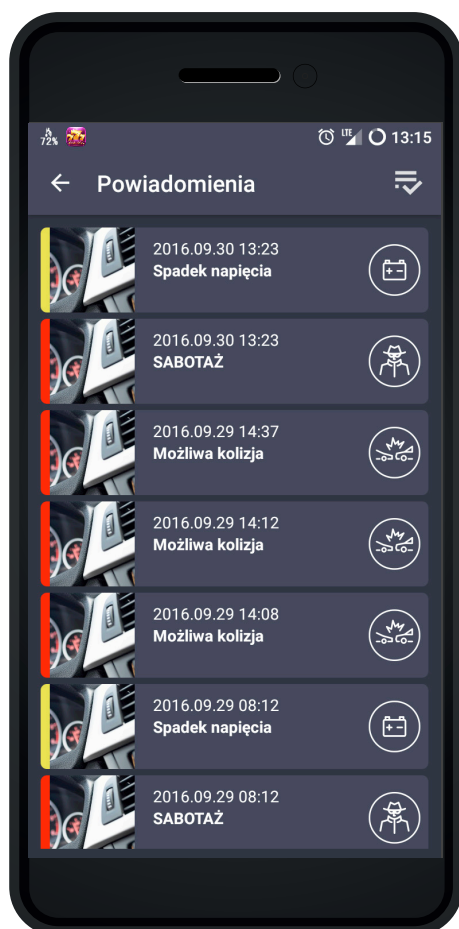 72%
777
LTE
13:15
Powiadomienia
2016.09.30 13:23
Spadek napięcia
2016.09.30 13:23
SABOTAŻ
2016.09.29 14:37
Możliwa kolizja
2016.09.29 14:12
Możliwa kolizja
2016.09.29 14:08
Możliwa kolizja
2016.09.29 08:12
Spadek napięcia
2016.09.29 08:12
SABOTAŻ